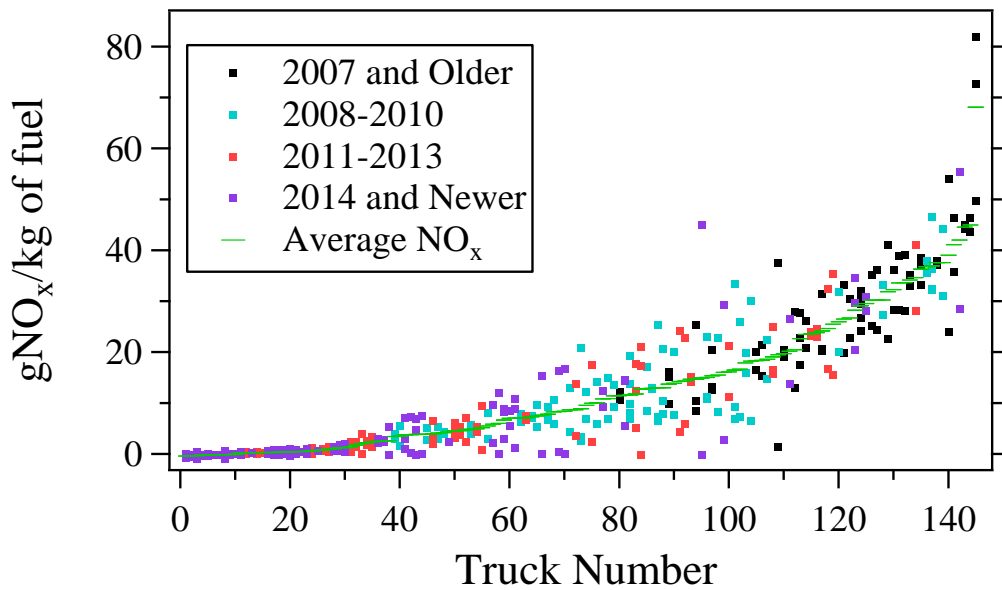 gNOx/kg of fuel
80
60
40
20
0
2007 and Older
2008-2010
2011-2013
2014 and Newer
Average NOx
0 20 40 60 80 100 120 140
Truck Number